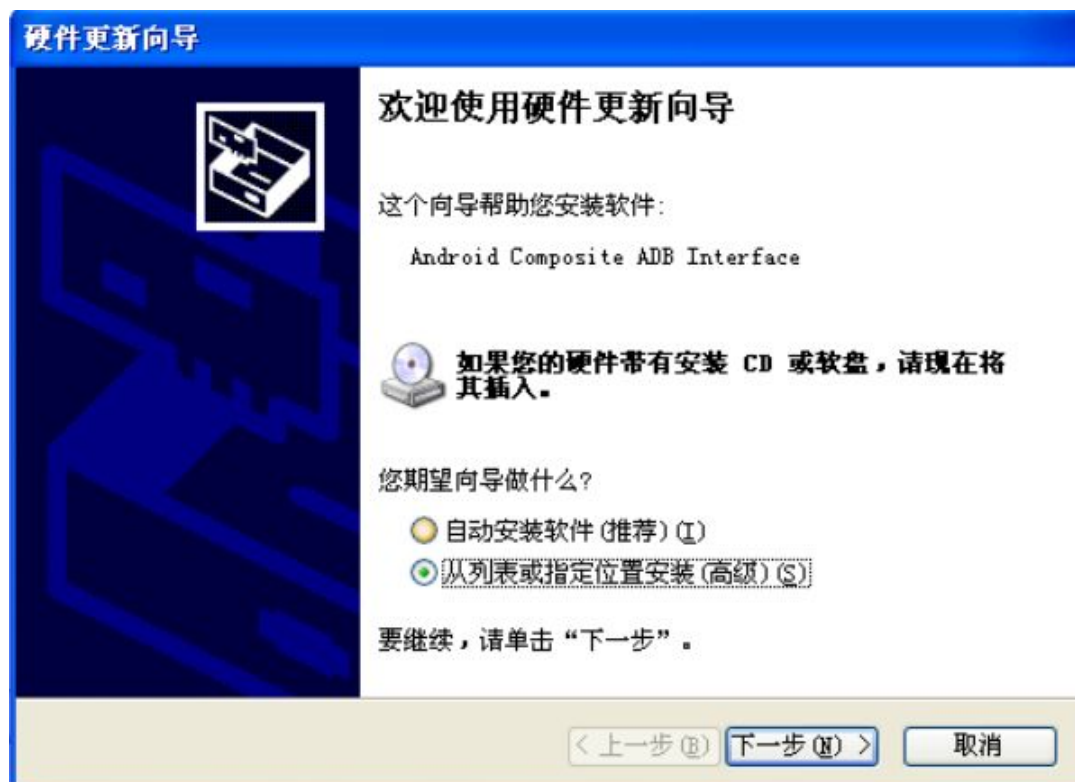 硬件更新向导
欢迎使用硬件更新向导
这个向导帮助您安装软件:
Android Composite ADB Interface
如果您的硬件带有安装 CD 或软盘，请现在将
其插入。
您期望向导做什么?
自动安装软件(推荐)(I)
从列表或指定位置安装(高级)(S)
要继续，请单击“下一步”。
< 上一步(B)
下一步(N) >
取消